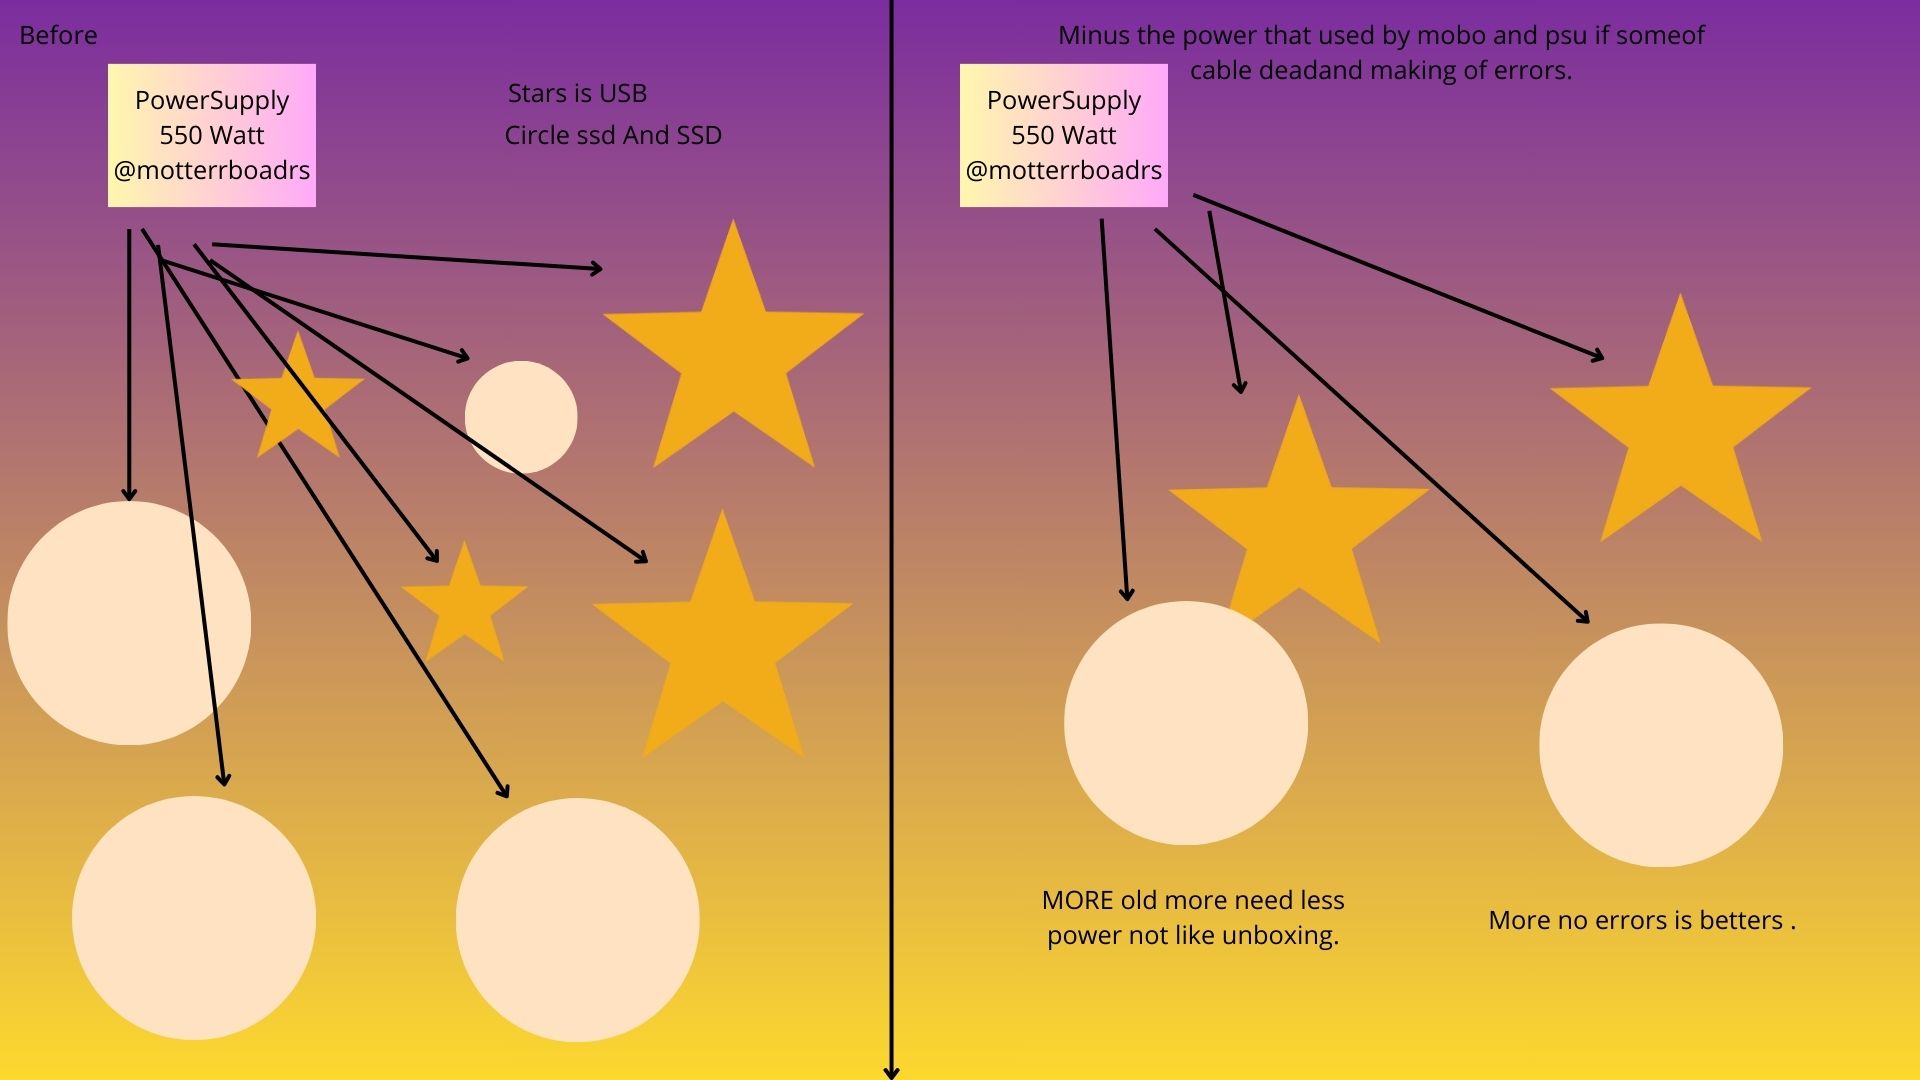 Before
PowerSupply
550 Watt
@motterrboadrs
Stars is USB
Circle ssd And SSD
Minus the power that used by mobo and psu if someof
cable deadand making of errors.
PowerSupply
550 Watt
@motterrboadrs
MORE old more need less
power not like unboxing.
More no errors is betters .